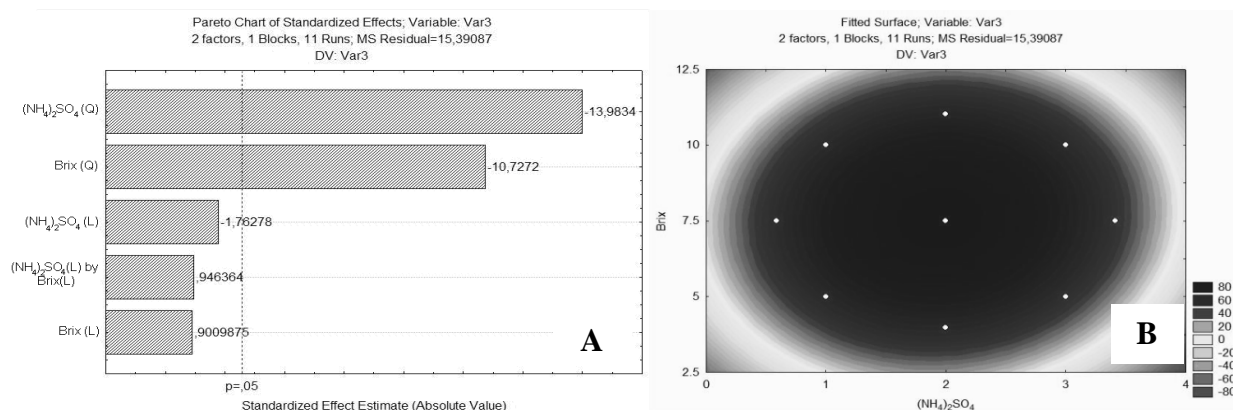 Pareto Chart of Standardized Effects; Variable: Var3
2 factors, 1 Blocks, 11 Runs; MS Residual=15,39087
DV: Var3
(NH₄)₂SO₄ (Q)
-13,9834
Brix (Q)
-10,7272
(NH₄)₂SO₄ (L)
-1,76278
(NH₄)₂SO₄(L) by
Brix(L)
,946364
Brix (L)
,9009875
A
p=,05
Standardized Effect Estimate (Absolute Value)
Fitted Surface; Variable: Var3
2 factors, 1 Blocks, 11 Runs; MS Residual=15,39087
DV: Var3
12.5
10
7.5
5
2.5
Brix
0
1
2
3
4
(NH₄)₂SO₄
B
80
60
40
20
0
-20
-40
-60
-80